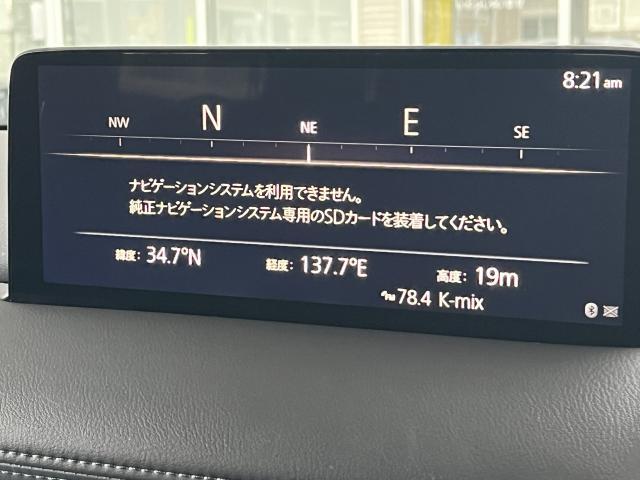 8:21am
NW N NE E SE
ナビゲーションシステムを利用できません。
純正ナビゲーションシステム専用のSDカードを装着してください。
緯度: 34.7°N 経度: 137.7°E 高度: 19m
FM 78.4 K-mix